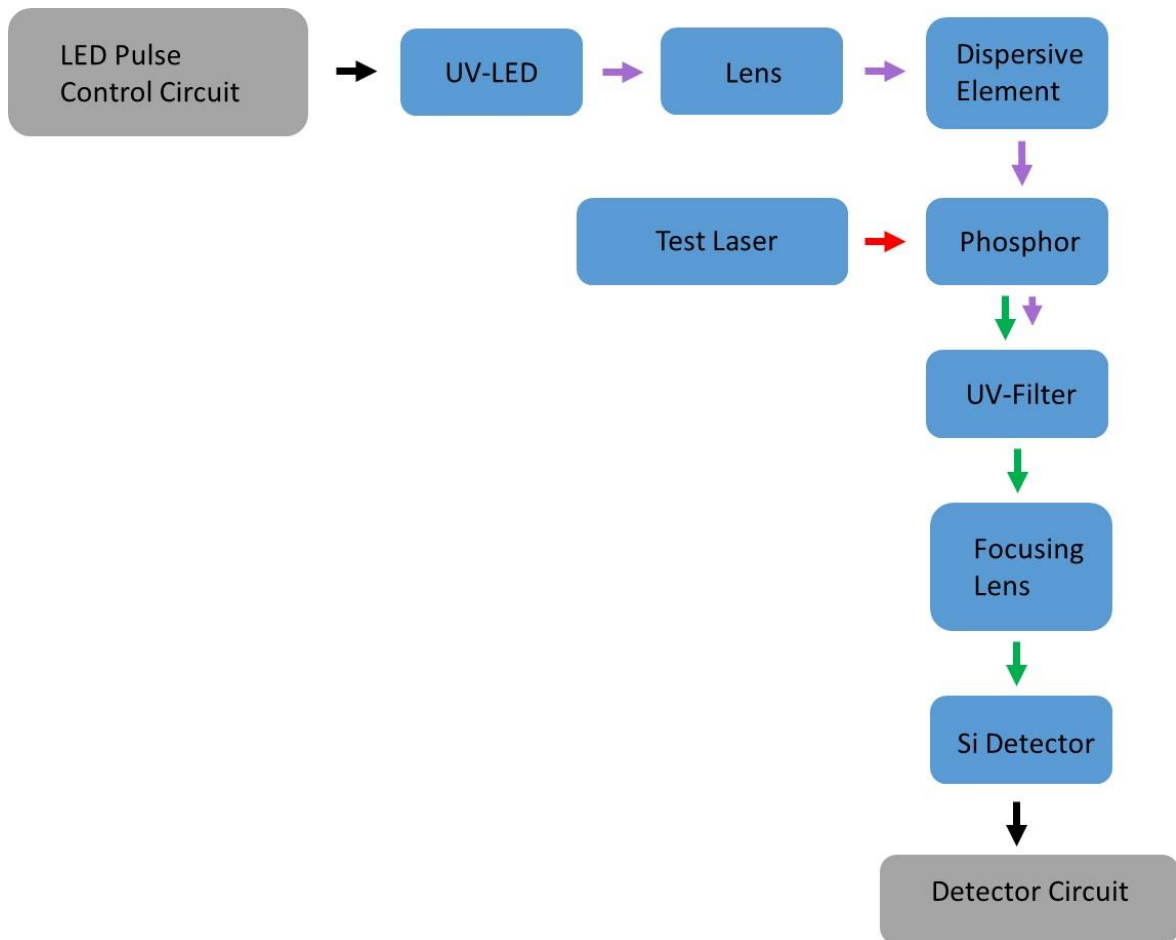 LED Pulse
Control Circuit
UV-LED
Lens
Dispersive
Element
Test Laser
Phosphor
UV-Filter
Focusing
Lens
Si Detector
Detector Circuit